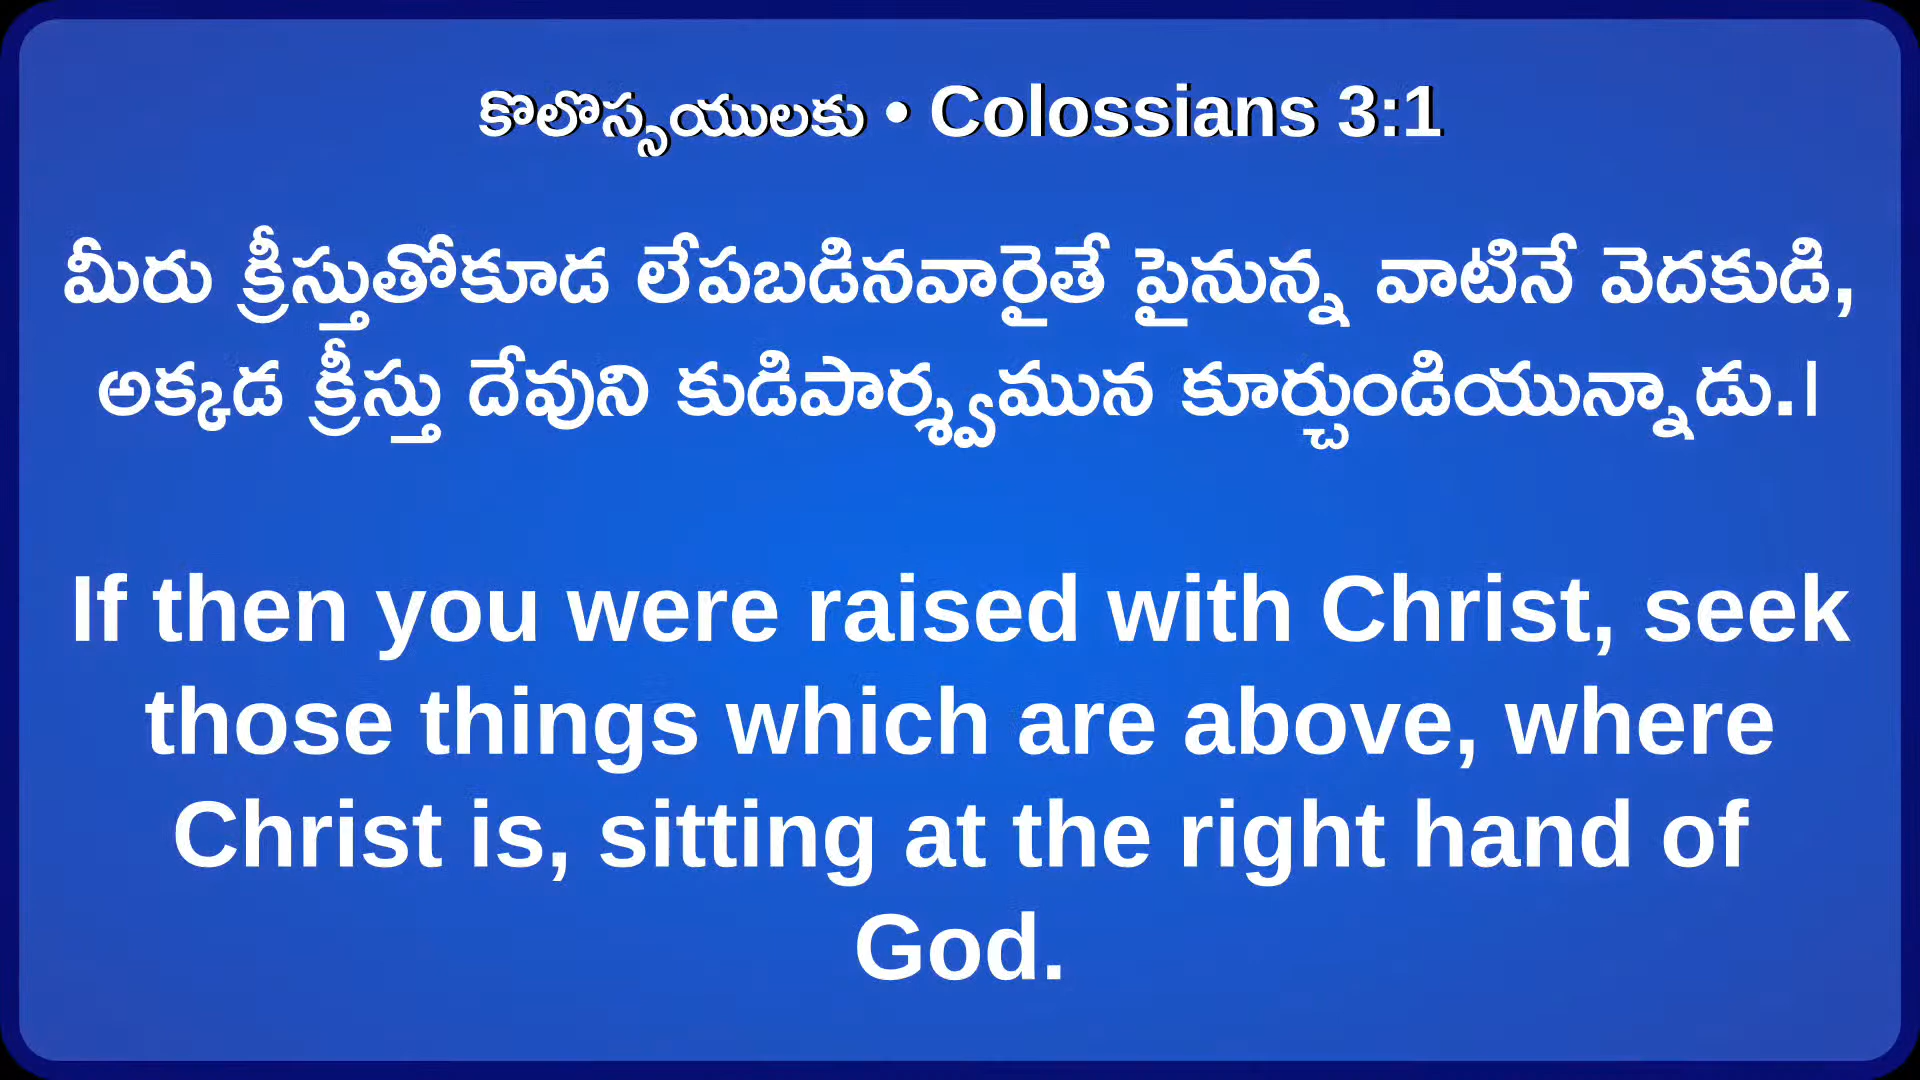 కొలొస్సయులకు • Colossians 3:1
మీరు క్రీస్తుతోకూడ లేపబడినవారైతే పైనున్న వాటినే వెదకుడి,
అక్కడ క్రీస్తు దేవుని కుడిపార్శ్వమున కూర్చుండియున్నాడు.|
If then you were raised with Christ, seek
those things which are above, where
Christ is, sitting at the right hand of
God.